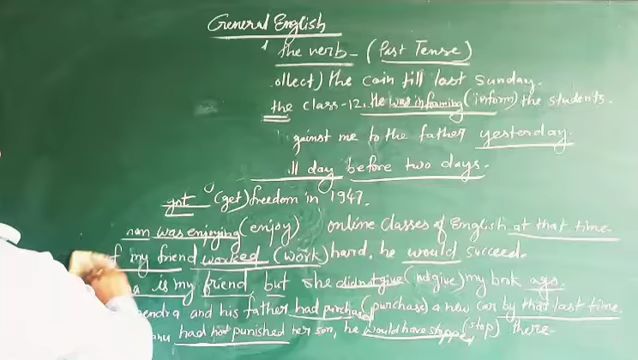 General English
the verb- (Past Tense)
ollect) the coin till last Sunday.
the class-12. He was informing (inform) the students.
gainst me to the father yesterday.
ll day before two days.
got (get) freedom in 1947.
was enjoying (enjoy) online classes of English at that time.
f my friend worked (work) hard, he would succeed.
is my friend but she did not give (not give) my book
endra and his father had purchased (purchase) a new car by that last time.
had not punished her son, he would have stopped (stop) there-